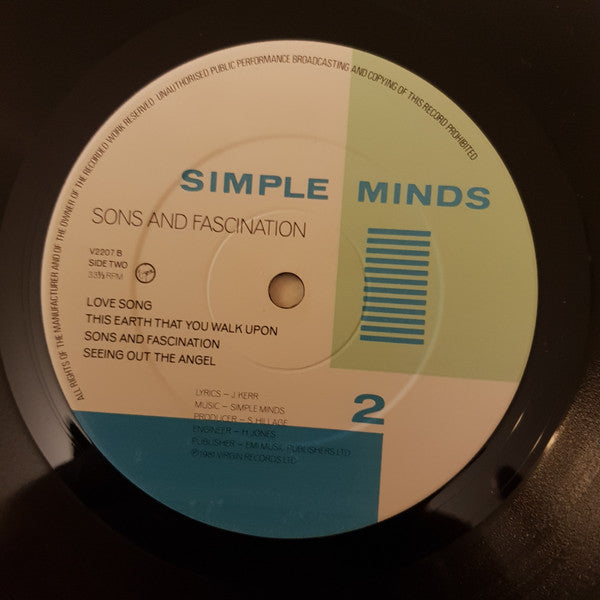 ALL RIGHTS OF THE MANUFACTURER AND OF THE OWNER OF THE RECORDED WORK RESERVED · UNAUTHORISED PUBLIC PERFORMANCE BROADCASTING AND COPYING OF THIS RECORD PROHIBITED
SIMPLE MINDS
SONS AND FASCINATION
V2207 B
SIDE TWO
33⅓ RPM
LOVE SONG
THIS EARTH THAT YOU WALK UPON
SONS AND FASCINATION
SEEING OUT THE ANGEL
2
LYRICS – J. KERR
MUSIC – SIMPLE MINDS
PRODUCER – S. HILLAGE
ENGINEER – H. JONES
PUBLISHER – EMI MUSIC PUBLISHERS LTD
℗ 1981 VIRGIN RECORDS LTD